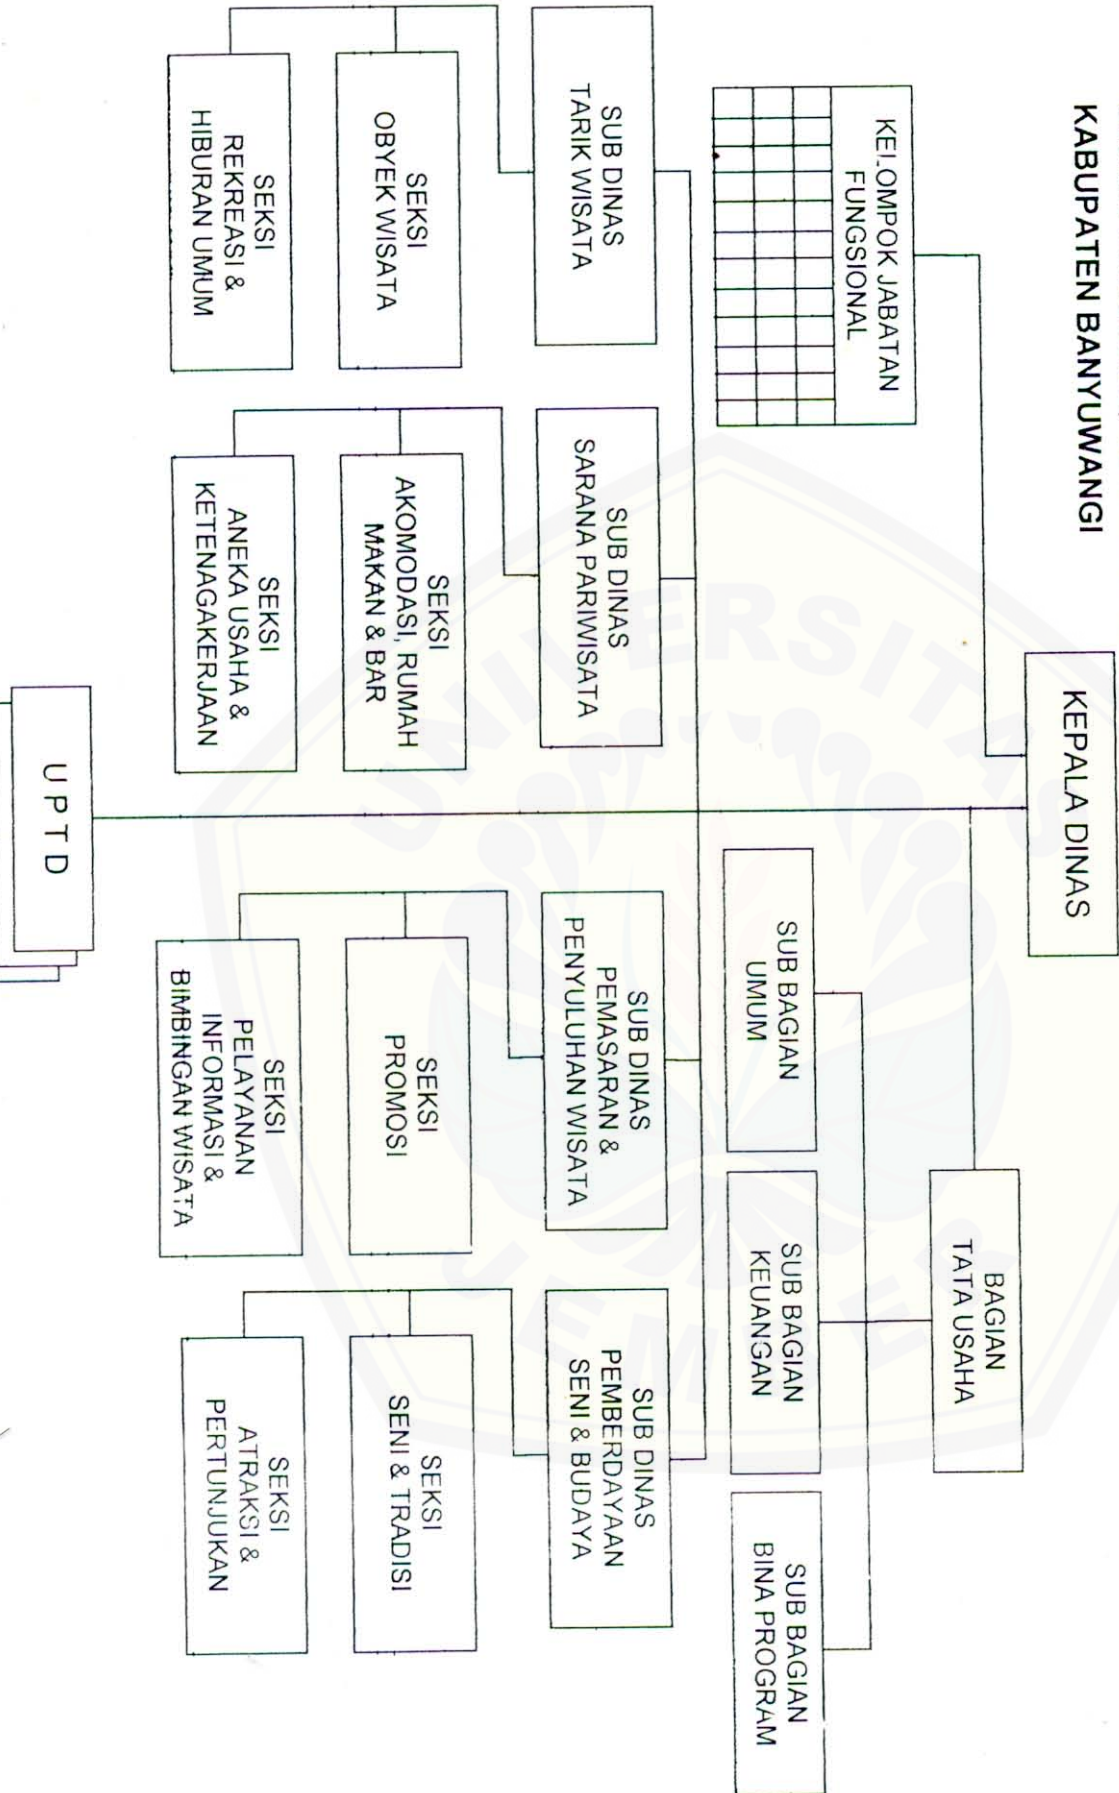 KABUPATEN BANYUWANGI
KEPALA DINAS
KELOMPOK JABATAN
FUNGSIONAL
BAGIAN
TATA USAHA
SUB BAGIAN
UMUM
SUB BAGIAN
KEUANGAN
SUB BAGIAN
BINA PROGRAM
SUB DINAS
TARIK WISATA
SUB DINAS
SARANA PARIWISATA
SUB DINAS
PEMASARAN &
PENYULUHAN WISATA
SUB DINAS
PEMBERDAYAAN
SENI & BUDAYA
SEKSI
OBYEK WISATA
SEKSI
AKOMODASI, RUMAH
MAKAN & BAR
SEKSI
PROMOSI
SEKSI
SENI & TRADISI
SEKSI
REKREASI &
HIBURAN UMUM
SEKSI
ANEKA USAHA &
KETENAGAKERJAAN
SEKSI
PELAYANAN
INFORMASI &
BIMBINGAN WISATA
SEKSI
ATRAKSI &
PERTUNJUKAN
U P T D
UNIVERSITAS
JEMBER